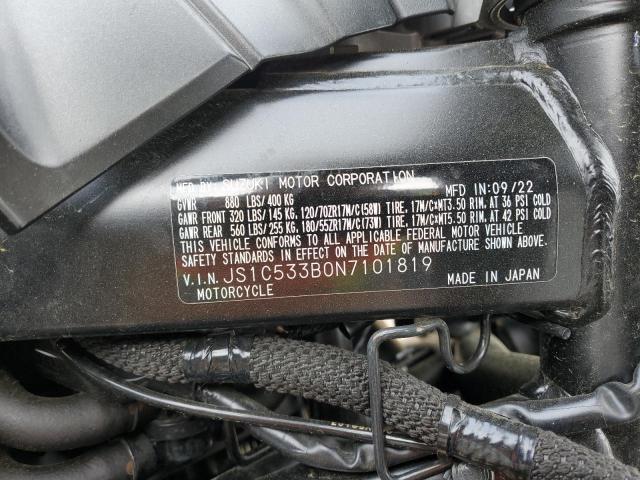 MFD BY SUZUKI MOTOR CORPORATION MFD IN:09/22
GVWR 880 LBS/400 KG
GAWR FRONT 320 LBS/145 KG, 120/70ZR17M/C(58W) TIRE, 17M/C×MT3.50 RIM, AT 36 PSI COLD
GAWR REAR 560 LBS/255 KG, 180/55ZR17M/C(73W) TIRE, 17M/C×MT5.50 RIM, AT 42 PSI COLD
THIS VEHICLE CONFORMS TO ALL APPLICABLE FEDERAL MOTOR VEHICLE
SAFETY STANDARDS IN EFFECT ON THE DATE OF MANUFACTURE SHOWN ABOVE.
V.I.N. JS1C533B0N7101819 MADE IN JAPAN
MOTORCYCLE